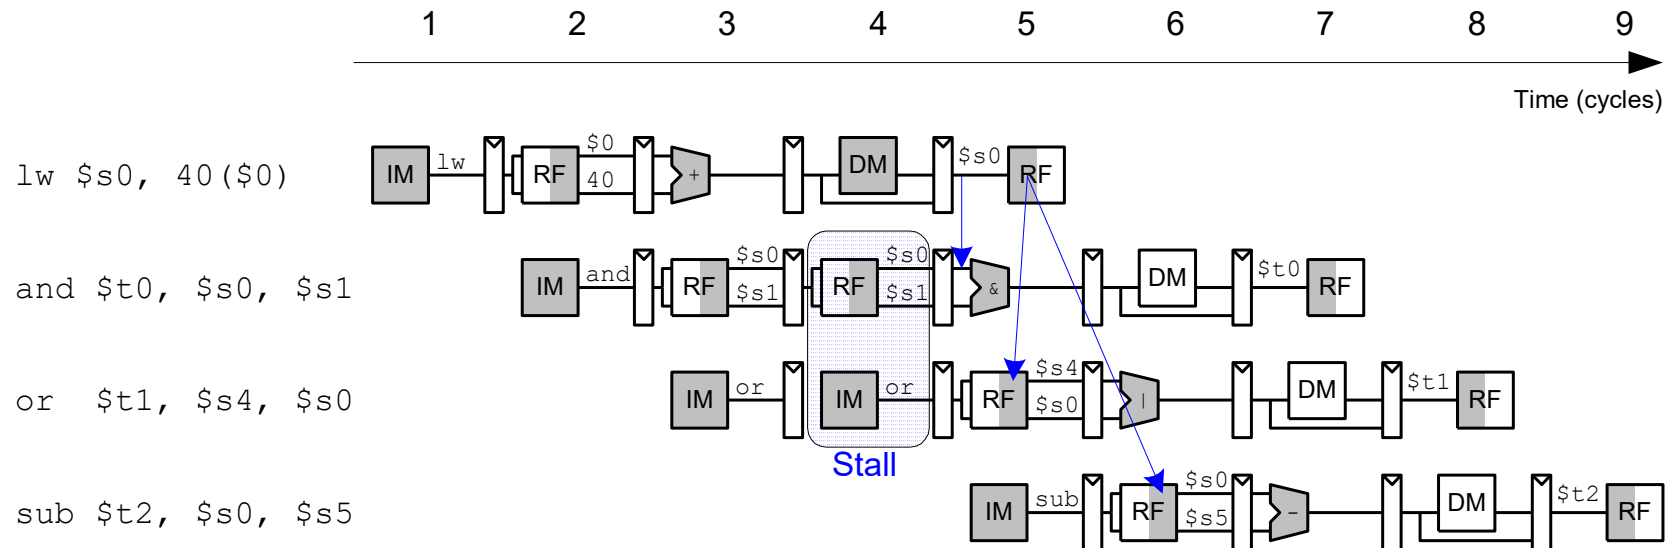 1 2 3 4 5 6 7 8 9
Time (cycles)
lw $s0, 40($0) IM lw RF $0 40 + DM $s0 RF
and $t0, $s0, $s1 IM and RF $s0 $s1 RF $s0 $s1 & DM $t0 RF
or $t1, $s4, $s0 IM or IM or RF $s4 $s0 | DM $t1 RF
Stall
sub $t2, $s0, $s5 IM sub RF $s0 $s5 - DM $t2 RF